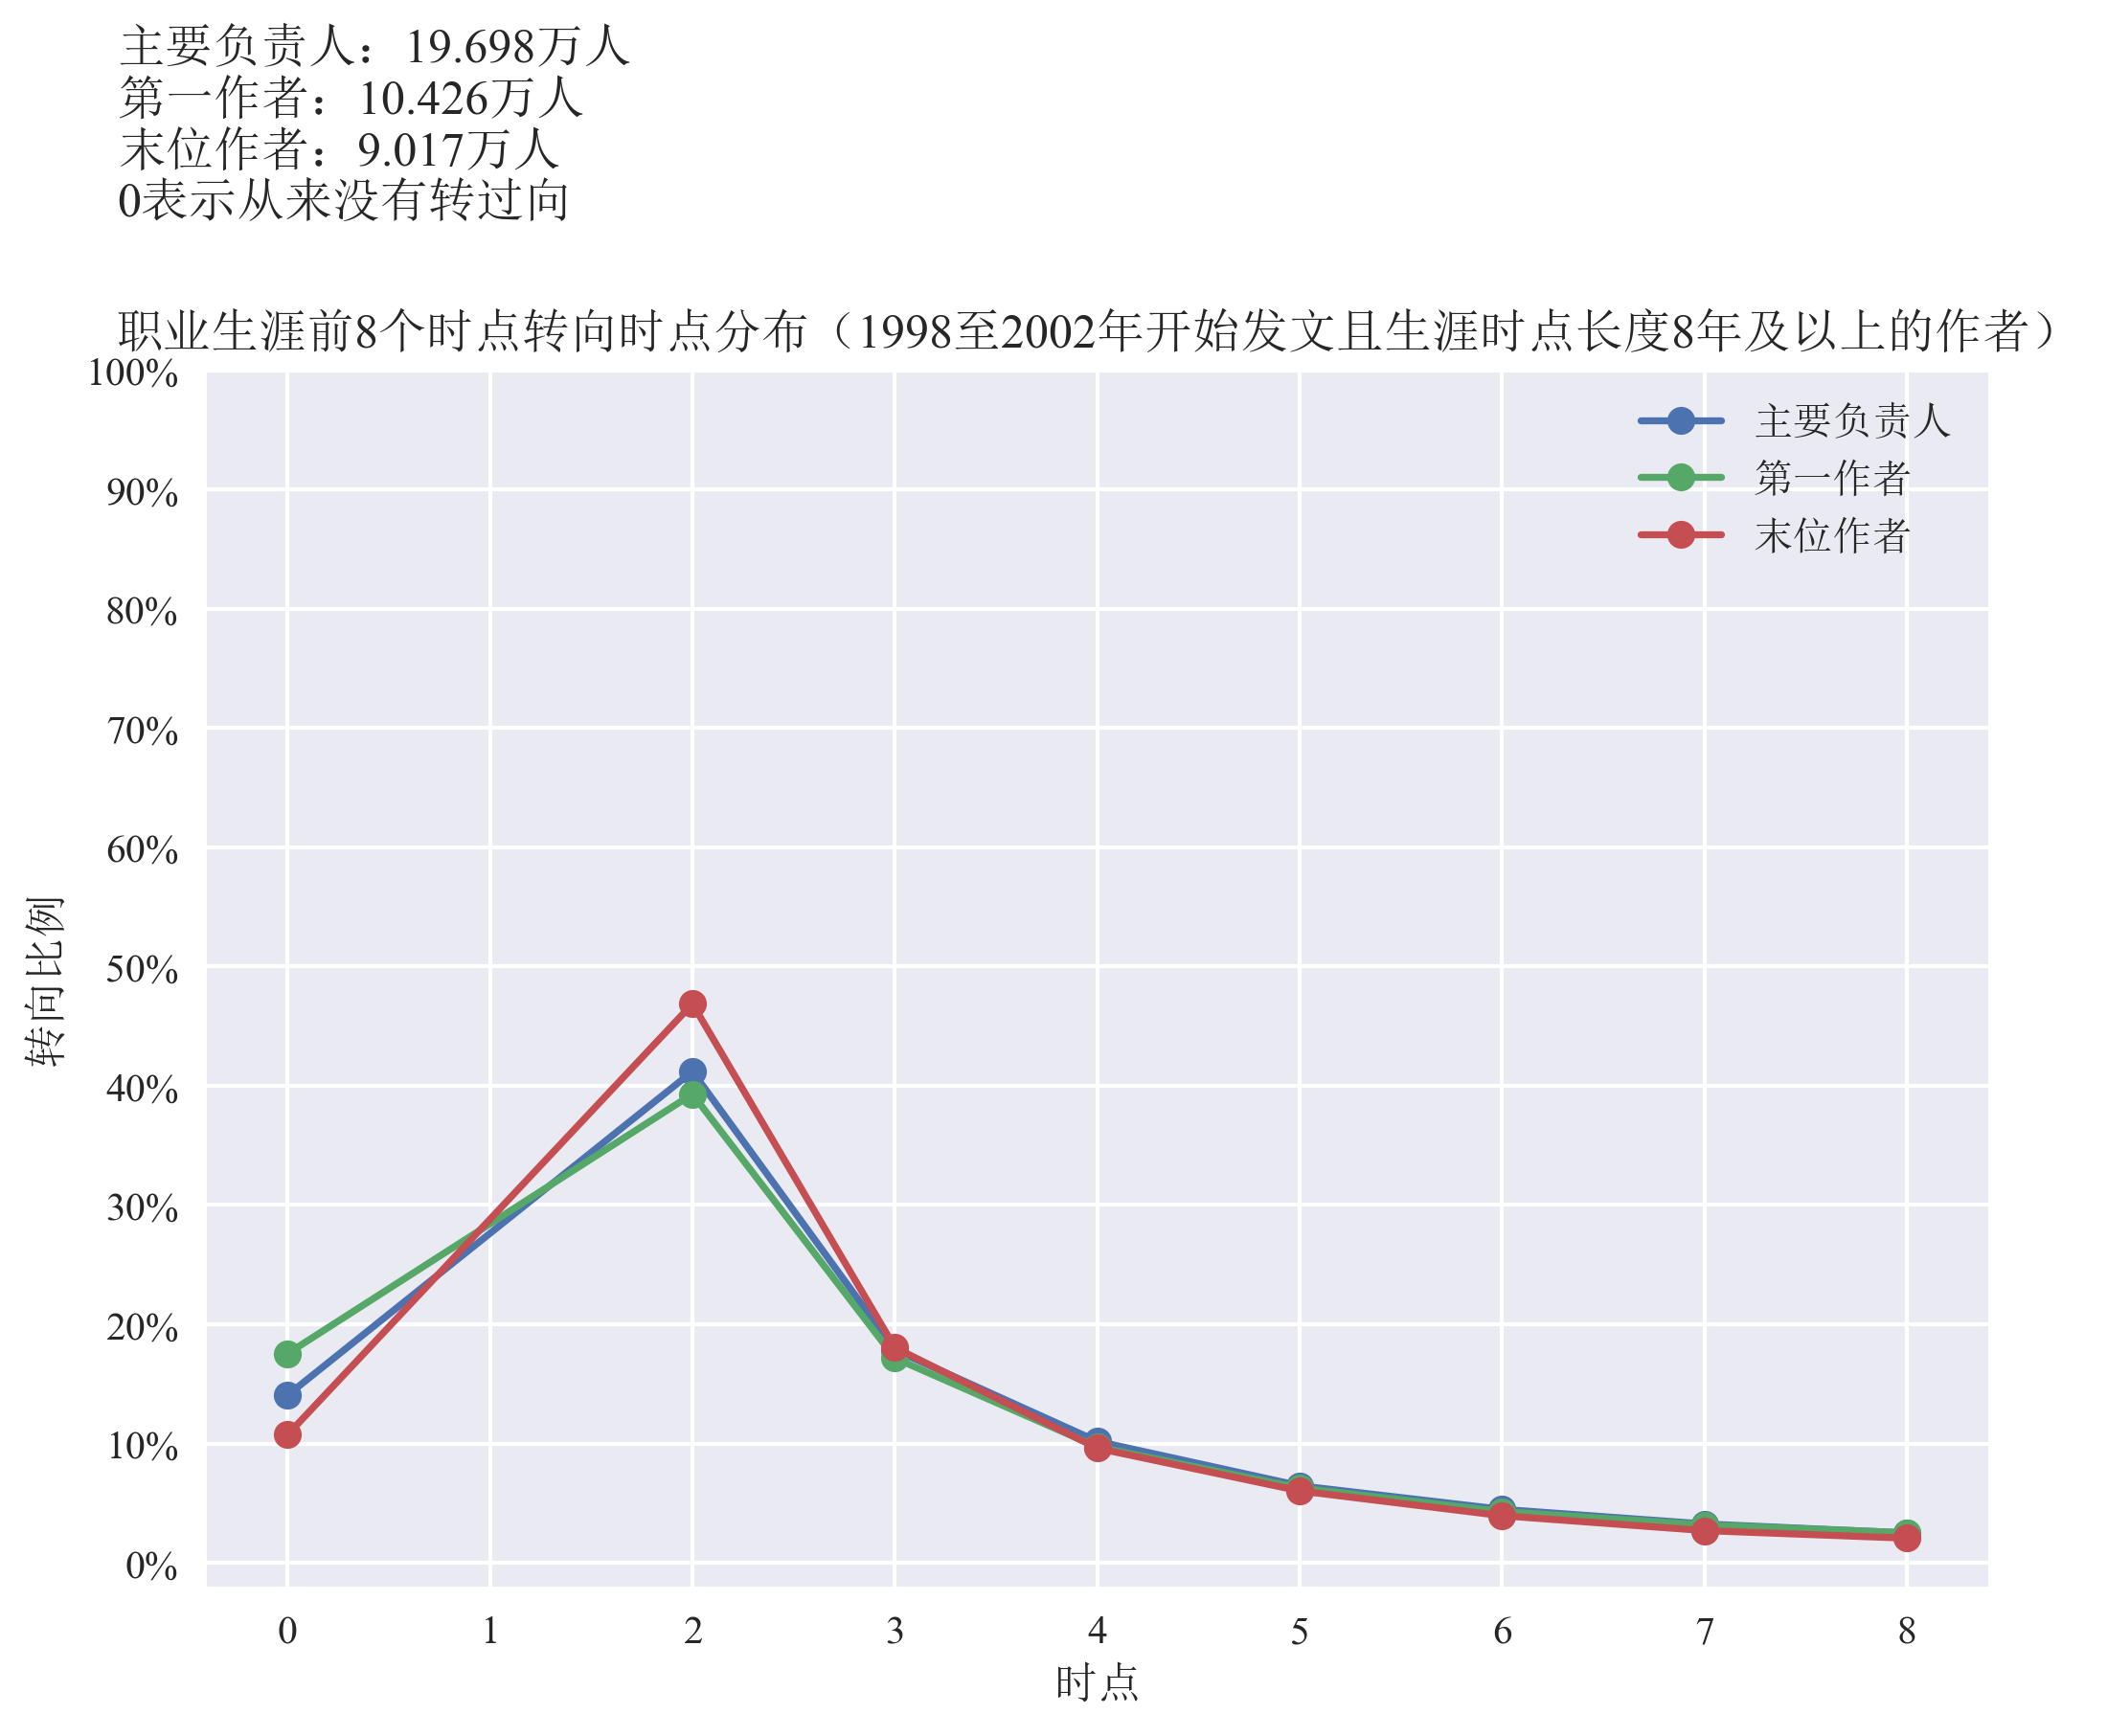 主要负责人：19.698万人
第一作者：10.426万人
末位作者：9.017万人
0表示从来没有转过向
职业生涯前8个时点转向时点分布（1998至2002年开始发文且生涯时点长度8年及以上的作者）
100%
90%
80%
70%
60%
50%
40%
30%
20%
10%
0%
转向比例
主要负责人
第一作者
末位作者
0 1 2 3 4 5 6 7 8
时点